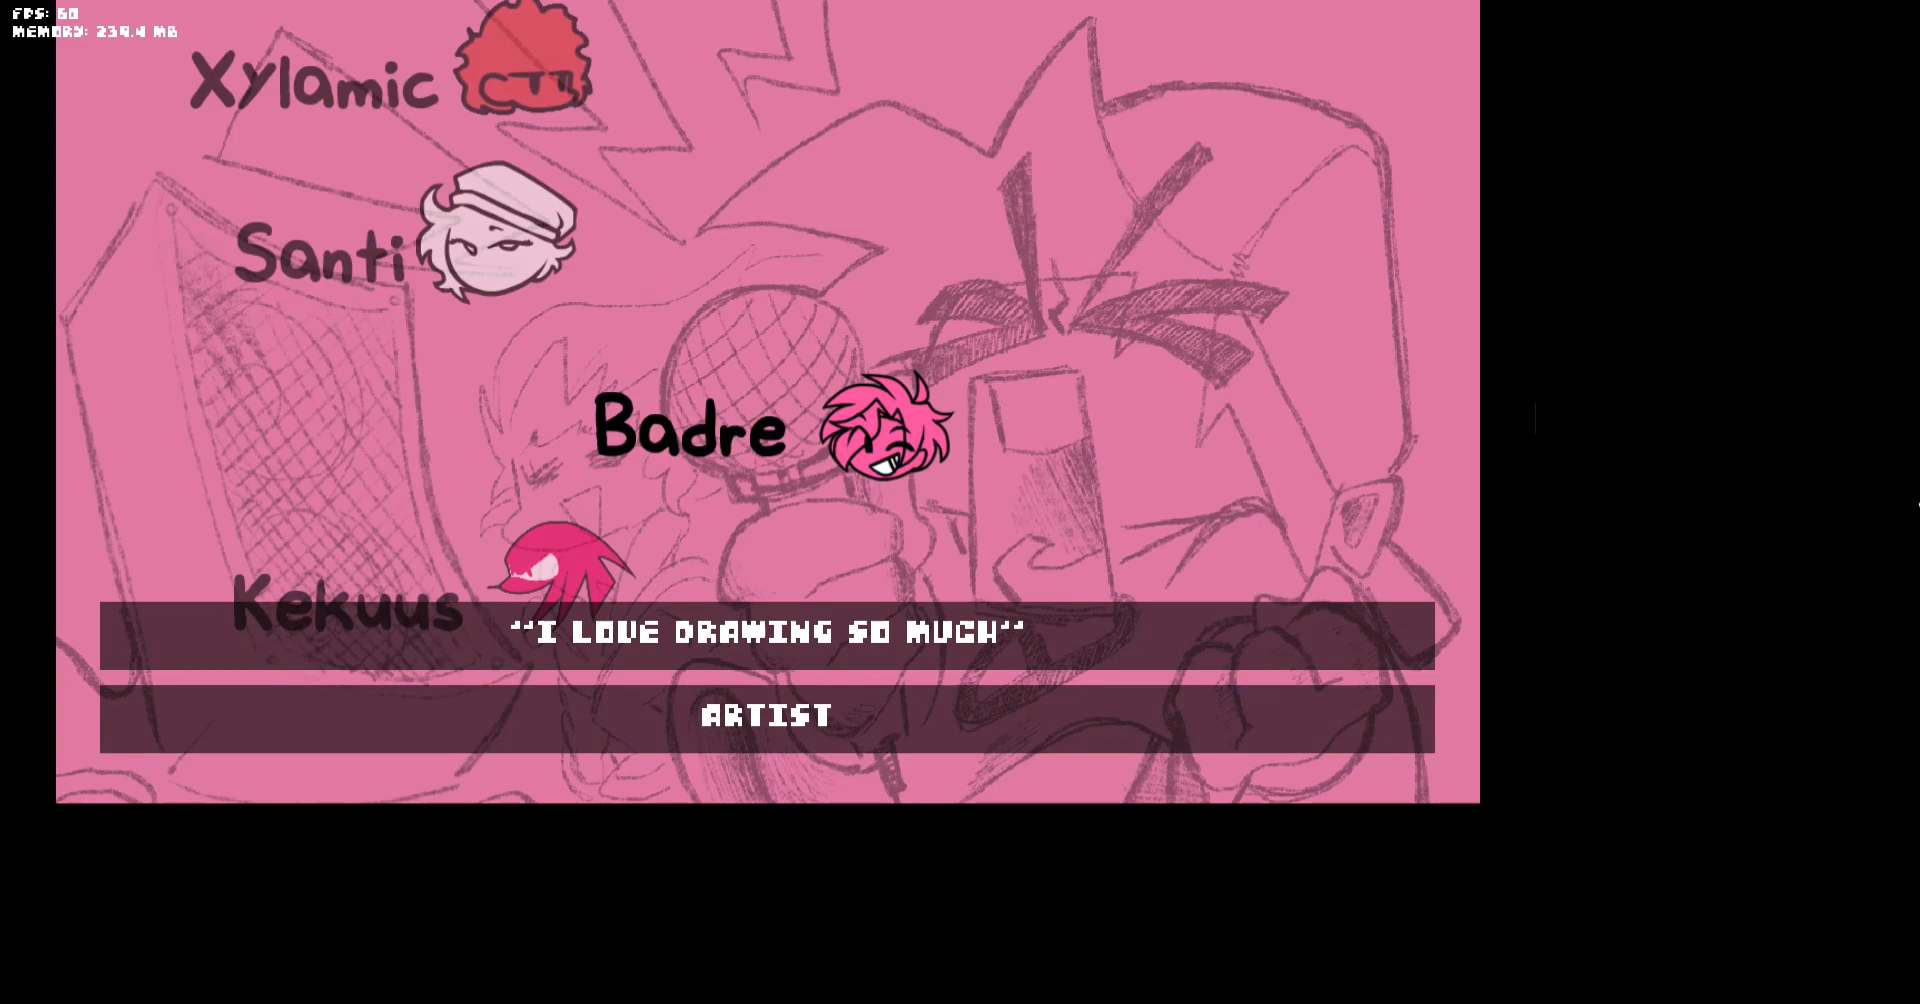 FPS: 60
MEMORY: 239.4 MB
Xylamic
Santi
Badre
Kekuus
"I LOVE DRAWING SO MUCH"
ARTIST